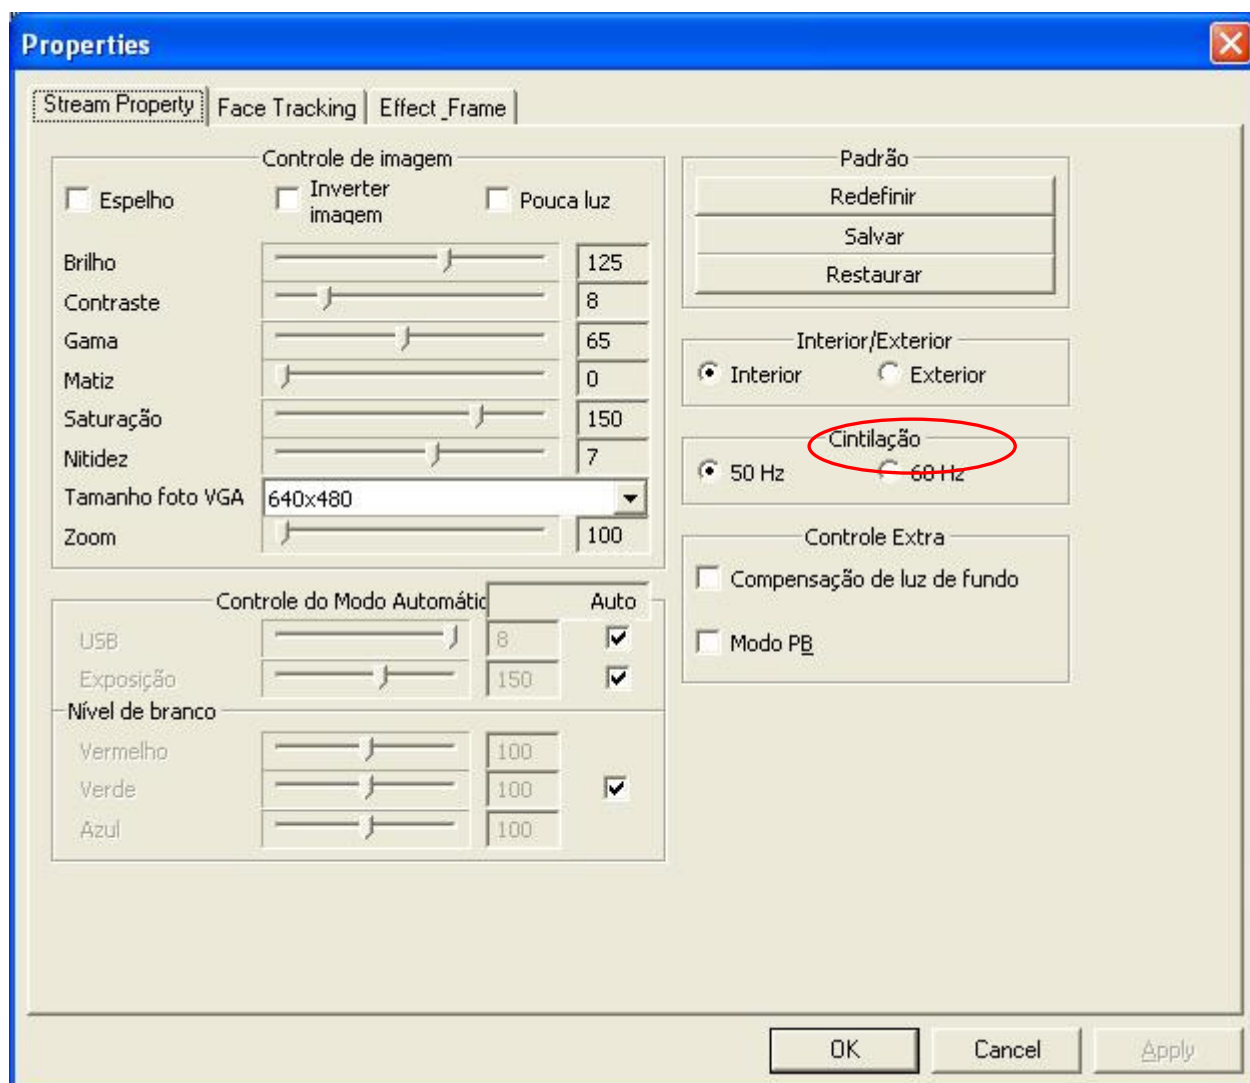 Properties
Stream Property Face Tracking Effect_Frame
Controle de imagem
Espelho
Inverter
imagem
Pouca luz
Brilho 125
Contraste 8
Gama 65
Matiz 0
Saturação 150
Nitidez 7
Tamanho foto VGA 640x480
Zoom 100
Controle do Modo Automátic Auto
USB 8
Exposição 150
Nível de branco
Vermelho 100
Verde 100
Azul 100
Padrão
Redefinir
Salvar
Restaurar
Interior/Exterior
Interior Exterior
Cintilação
50 Hz 60 Hz
Controle Extra
Compensação de luz de fundo
Modo PB
OK Cancel Apply